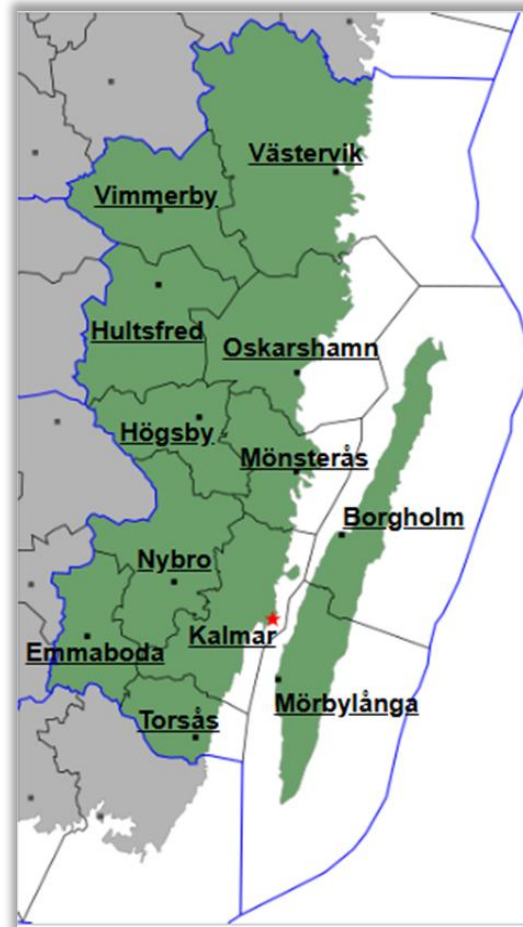 Västervik
Vimmerby
Hultsfred
Oskarshamn
Högsby
Mönsterås
Borgholm
Nybro
Kalmar
Emmaboda
Mörbylånga
Torsås